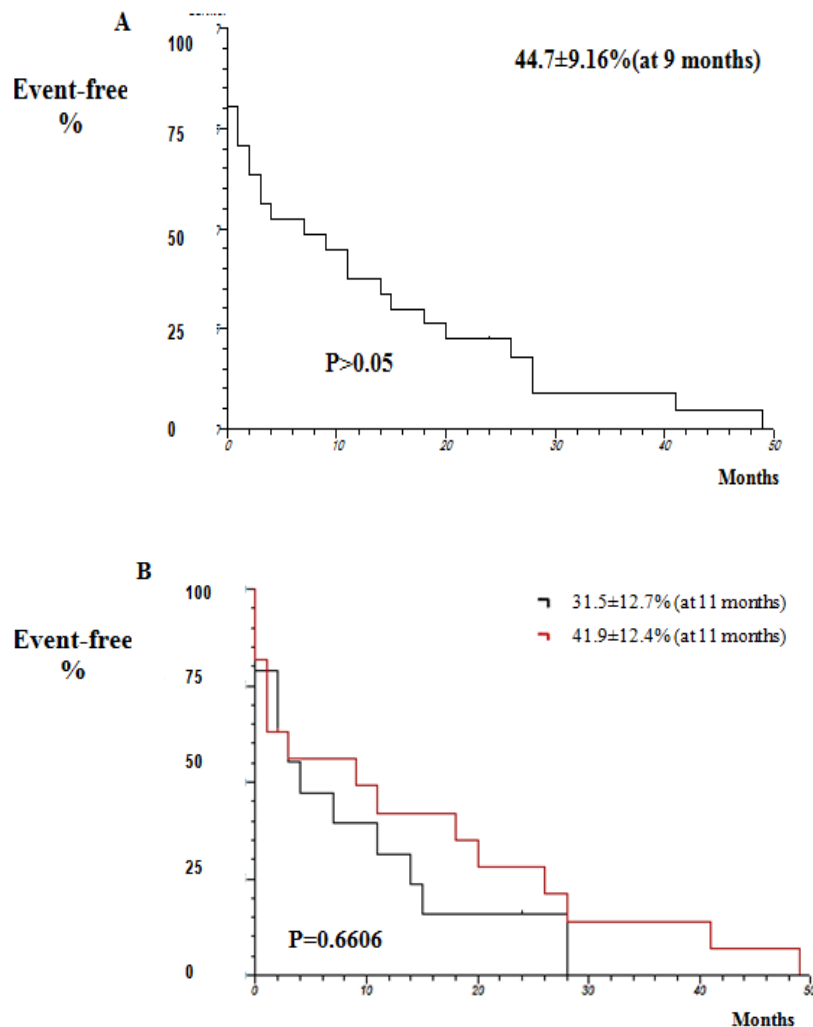 A
100
44.7±9.16%(at 9 months)
Event-free
%
75
50
25
P>0.05
0
0 10 20 30 40 50
Months
B
100
31.5±12.7% (at 11 months)
41.9±12.4% (at 11 months)
Event-free
%
75
50
25
P=0.6606
0
0 10 20 30 40 50
Months